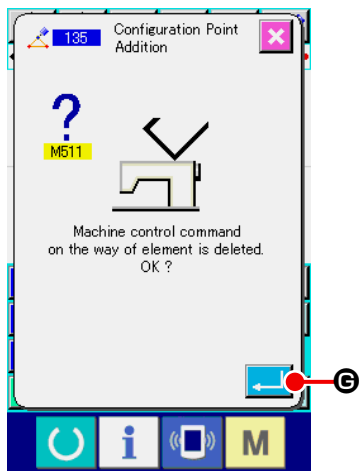 135
Configuration Point
Addition
?
M511
Machine control command
on the way of element is deleted.
OK ?
G
i
M